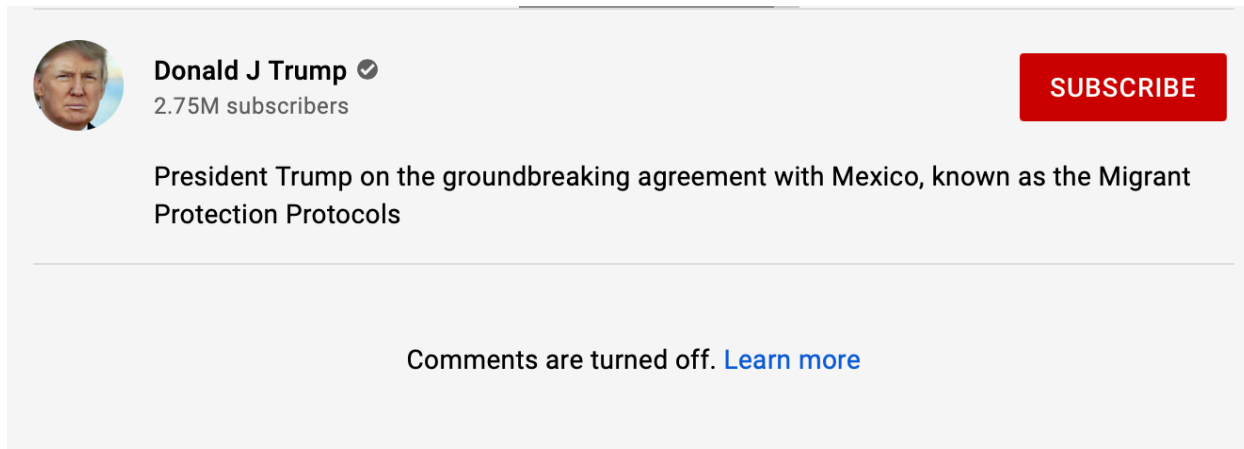 Donald J Trump
2.75M subscribers
SUBSCRIBE
President Trump on the groundbreaking agreement with Mexico, known as the Migrant
Protection Protocols
Comments are turned off. Learn more